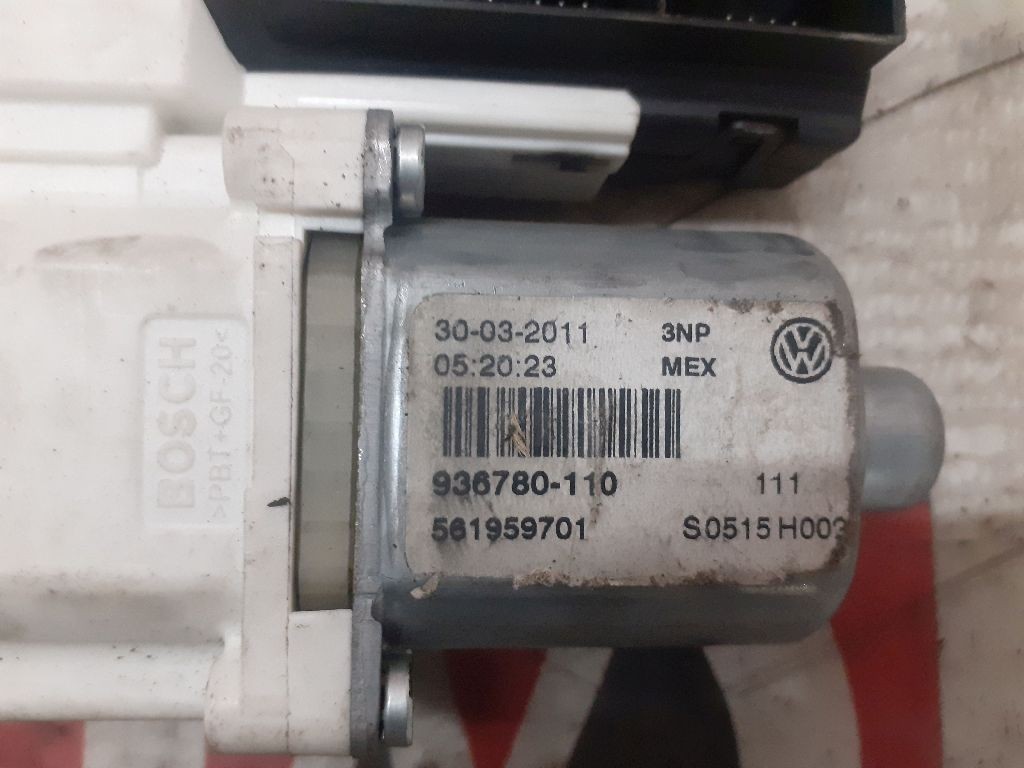 30-03-2011 3NP
05:20:23 MEX
936780-110 111
561959701 S0515 H003
BOSCH
>PBT+GF-20<